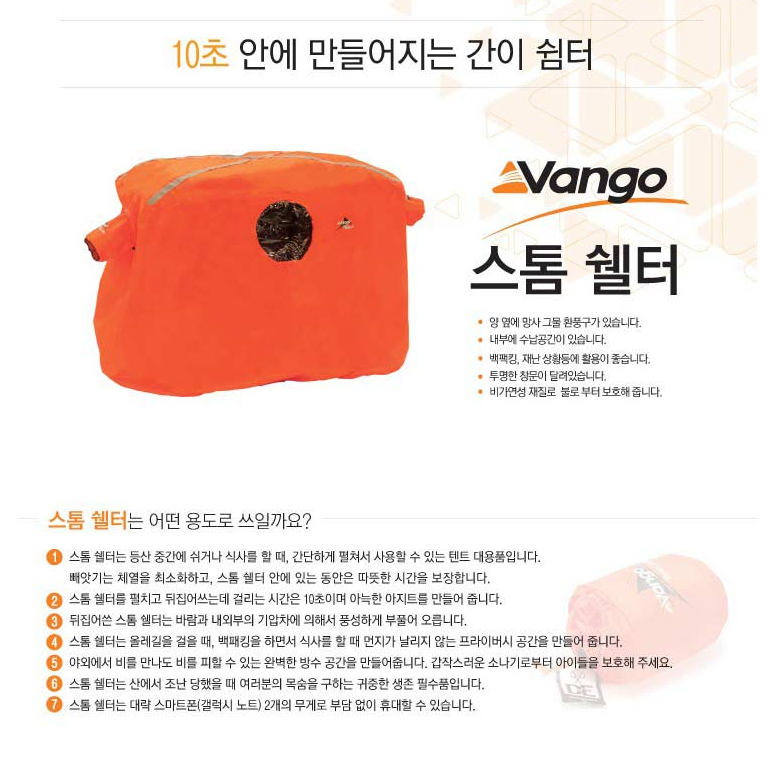 10초 안에 만들어지는 간이 쉼터
Vango
스톰 쉘터
• 양 옆에 망사 그물 환풍구가 있습니다.
• 내부에 수납공간이 있습니다.
• 백팩킹, 재난 상황등에 활용이 좋습니다.
• 투명한 창문이 달려있습니다.
• 비가연성 재질로 불로 부터 보호해 줍니다.
스톰 쉘터는 어떤 용도로 쓰일까요?
1 스톰 쉘터는 등산 중간에 쉬거나 식사를 할 때, 간단하게 펼쳐서 사용할 수 있는 텐트 대용품입니다.
빼앗기는 체열을 최소화하고, 스톰 쉘터 안에 있는 동안은 따뜻한 시간을 보장합니다.
2 스톰 쉘터를 펼치고 뒤집어쓰는데 걸리는 시간은 10초이며 아늑한 아지트를 만들어 줍니다.
3 뒤집어쓴 스톰 쉘터는 바람과 내외부의 기압차에 의해서 풍성하게 부풀어 오릅니다.
4 스톰 쉘터는 올레길을 걸을 때, 백패킹을 하면서 식사를 할 때 먼지가 날리지 않는 프라이버시 공간을 만들어 줍니다.
5 야외에서 비를 만나도 비를 피할 수 있는 완벽한 방수 공간을 만들어줍니다. 갑작스러운 소나기로부터 아이들을 보호해 주세요.
6 스톰 쉘터는 산에서 조난 당했을 때 여러분의 목숨을 구하는 귀중한 생존 필수품입니다.
7 스톰 쉘터는 대략 스마트폰(갤럭시 노트) 2개의 무게로 부담 없이 휴대할 수 있습니다.
vango